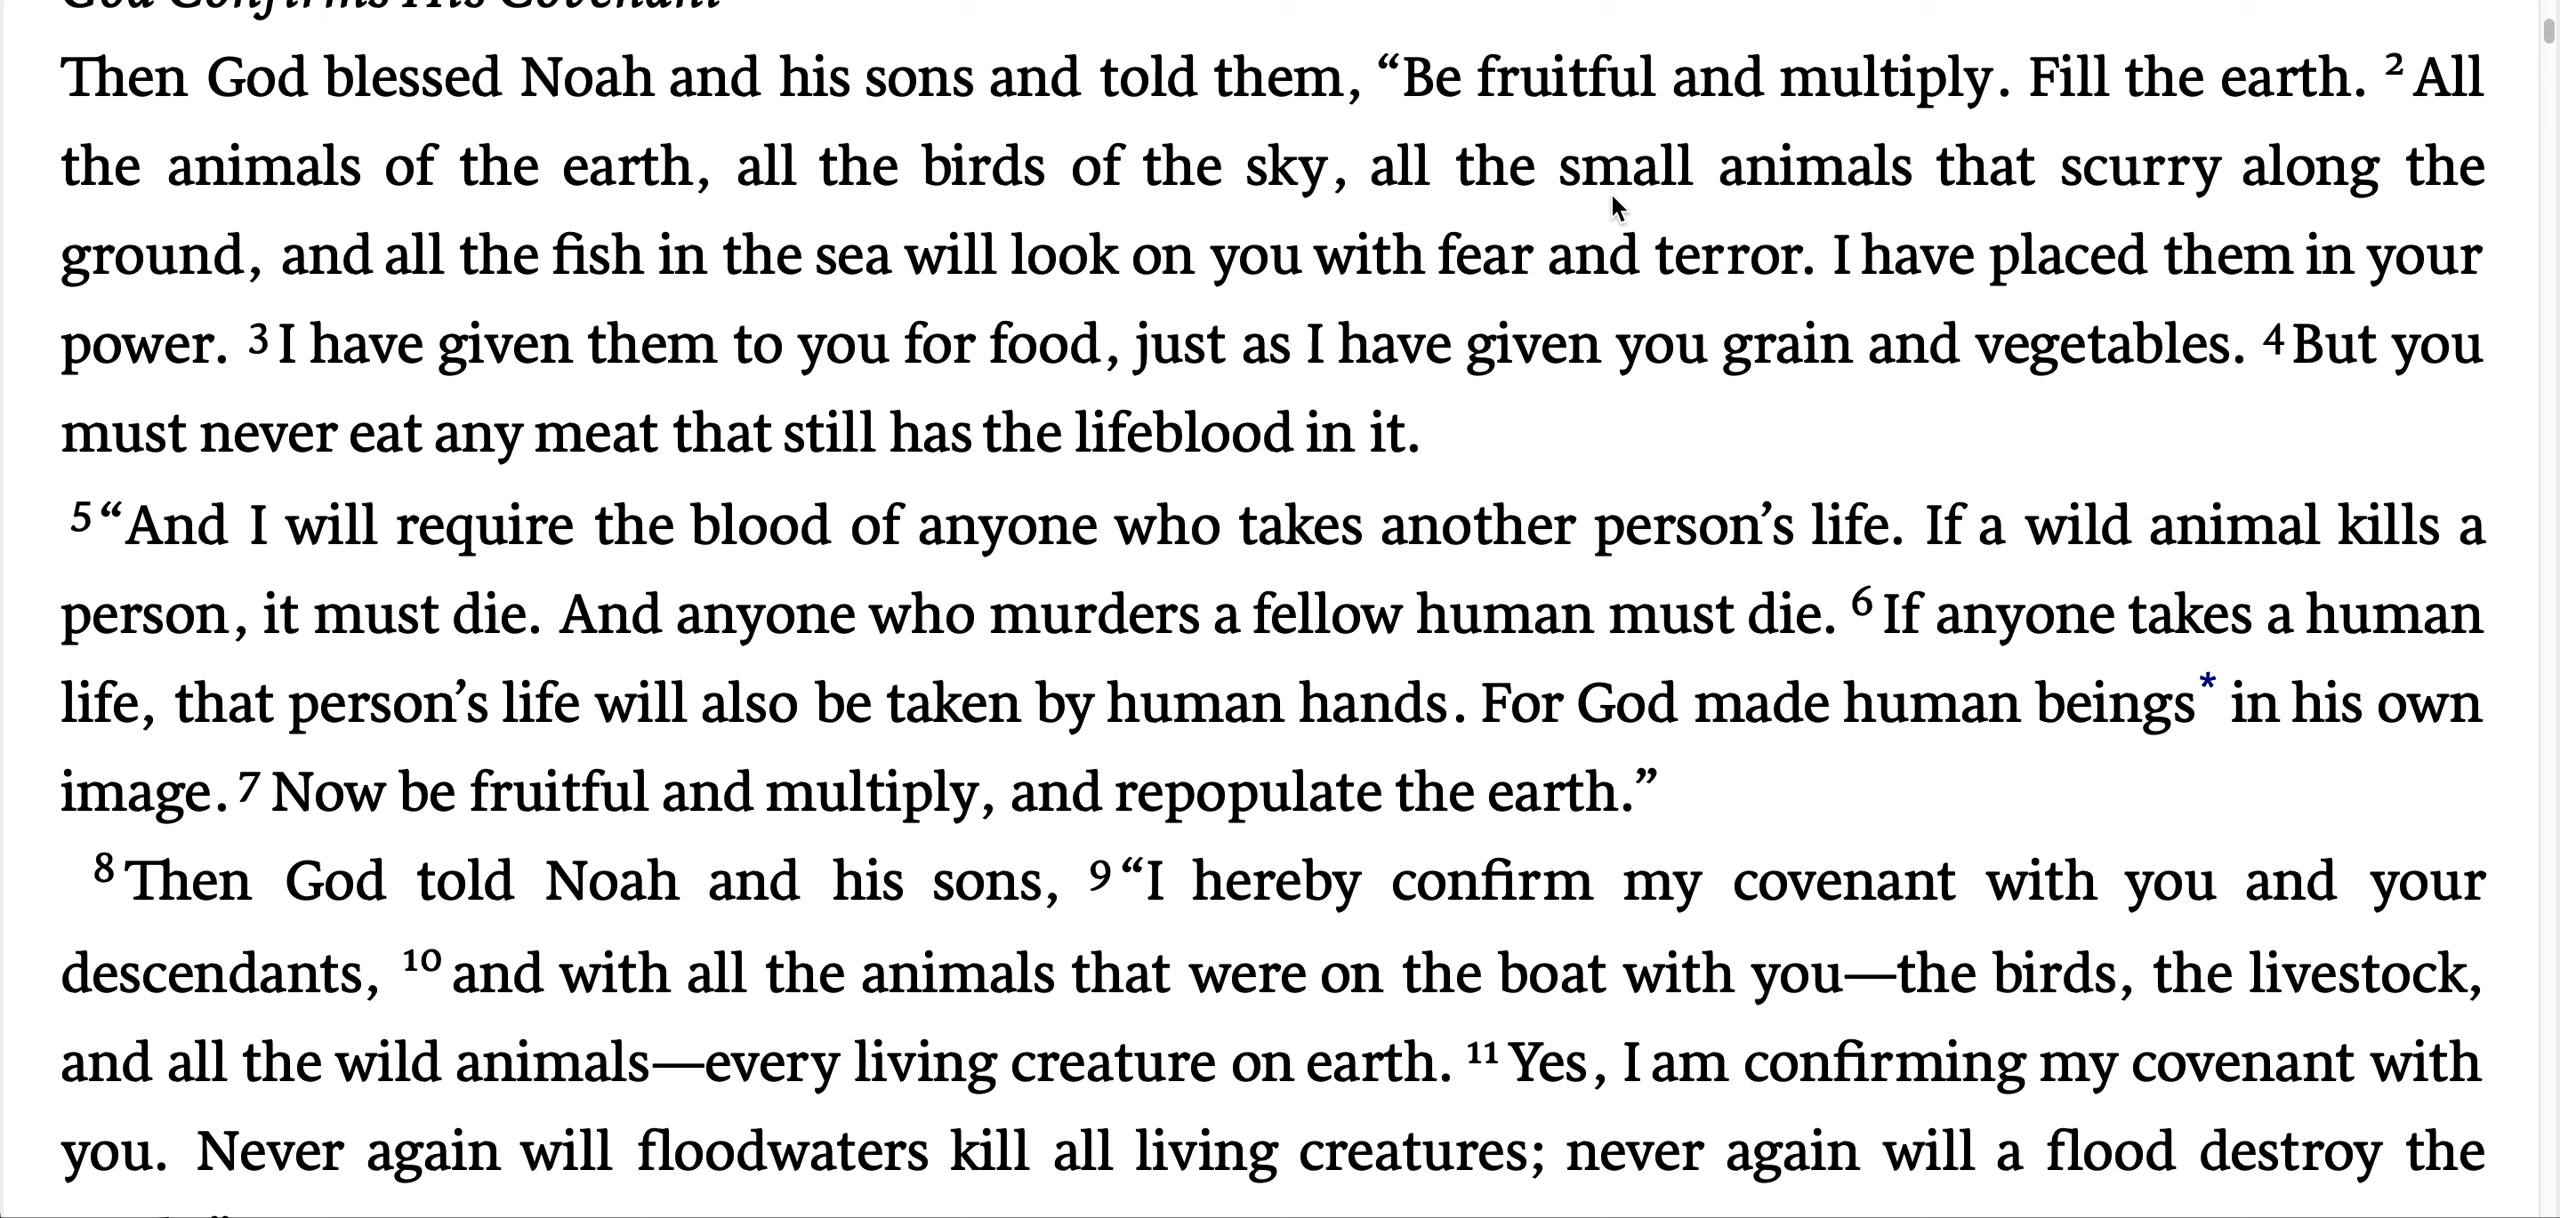 God Confirms His Covenant
Then God blessed Noah and his sons and told them, “Be fruitful and multiply. Fill the earth. ² All
the animals of the earth, all the birds of the sky, all the small animals that scurry along the
ground, and all the fish in the sea will look on you with fear and terror. I have placed them in your
power. ³ I have given them to you for food, just as I have given you grain and vegetables. ⁴ But you
must never eat any meat that still has the lifeblood in it.
⁵ “And I will require the blood of anyone who takes another person’s life. If a wild animal kills a
person, it must die. And anyone who murders a fellow human must die. ⁶ If anyone takes a human
life, that person’s life will also be taken by human hands. For God made human beings* in his own
image. ⁷ Now be fruitful and multiply, and repopulate the earth.”
⁸ Then God told Noah and his sons, ⁹ “I hereby confirm my covenant with you and your
descendants, ¹⁰ and with all the animals that were on the boat with you—the birds, the livestock,
and all the wild animals—every living creature on earth. ¹¹ Yes, I am confirming my covenant with
you. Never again will floodwaters kill all living creatures; never again will a flood destroy the